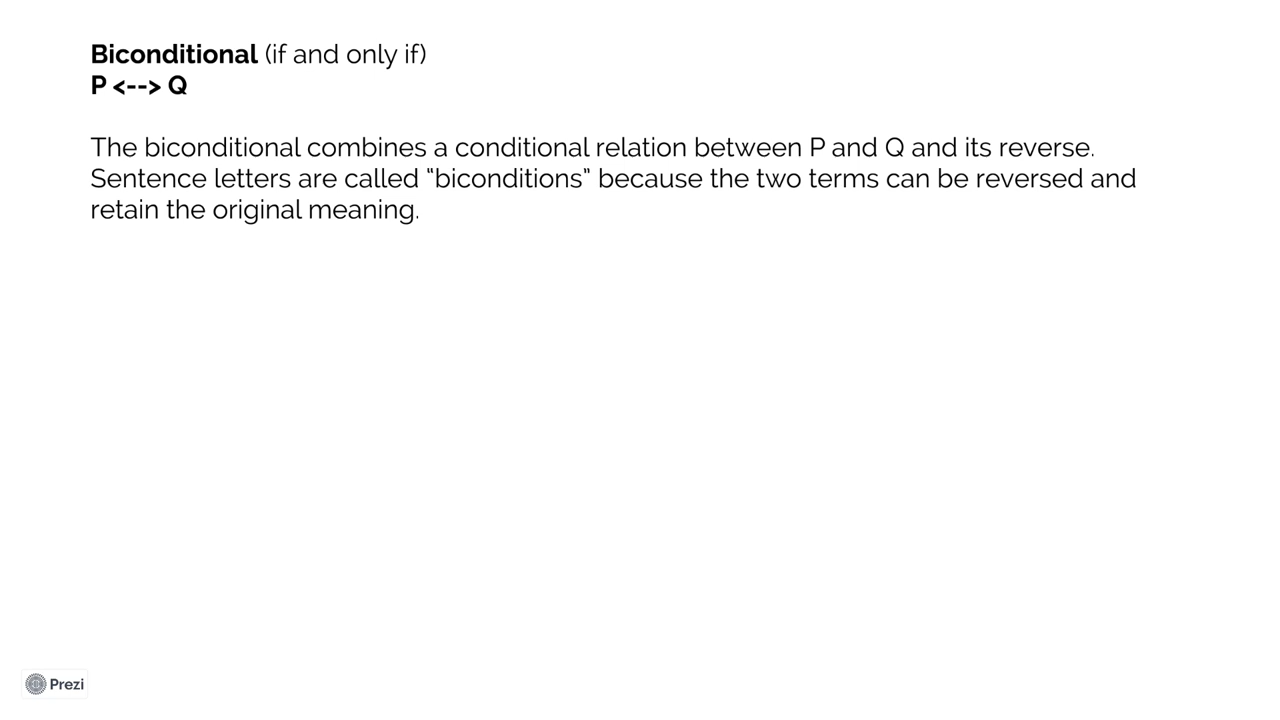 Biconditional (if and only if)
P <--> Q
The biconditional combines a conditional relation between P and Q and its reverse.
Sentence letters are called “biconditions” because the two terms can be reversed and
retain the original meaning.
Prezi